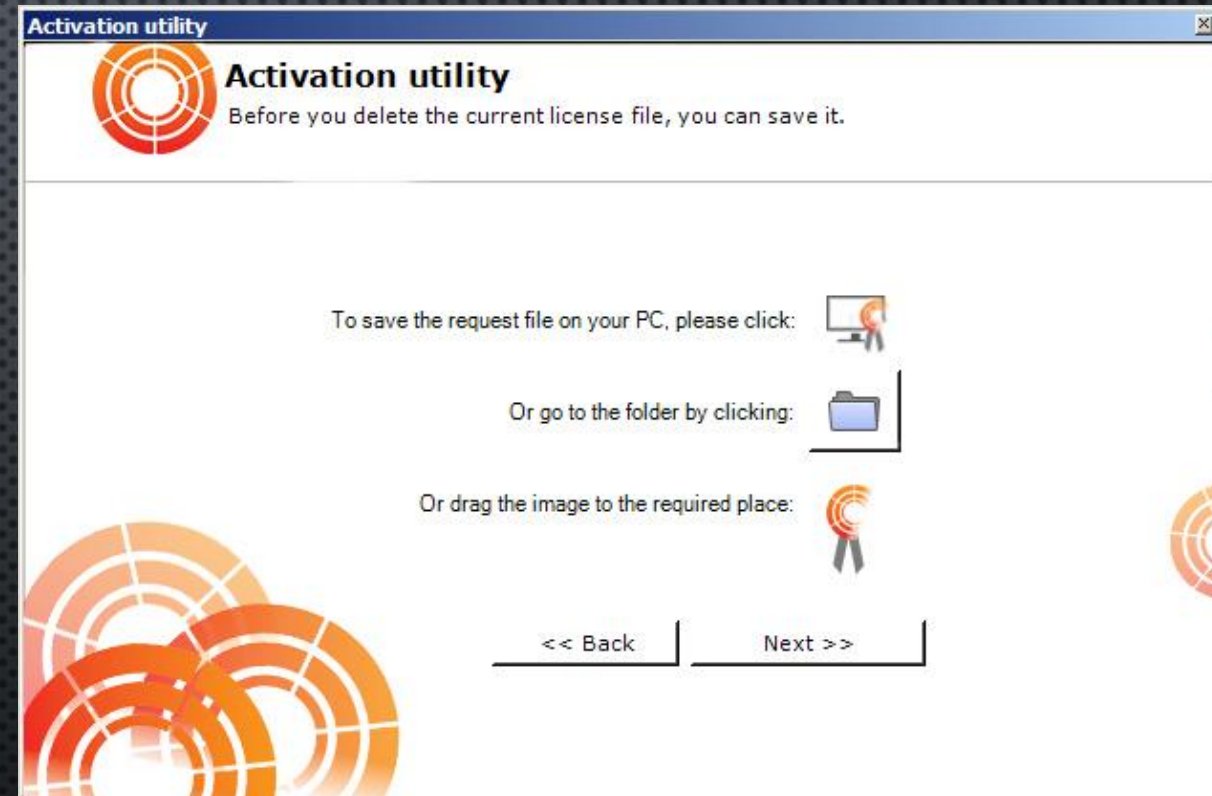 Activation utility
Activation utility
Before you delete the current license file, you can save it.
To save the request file on your PC, please click:
Or go to the folder by clicking:
Or drag the image to the required place:
<< Back
Next >>